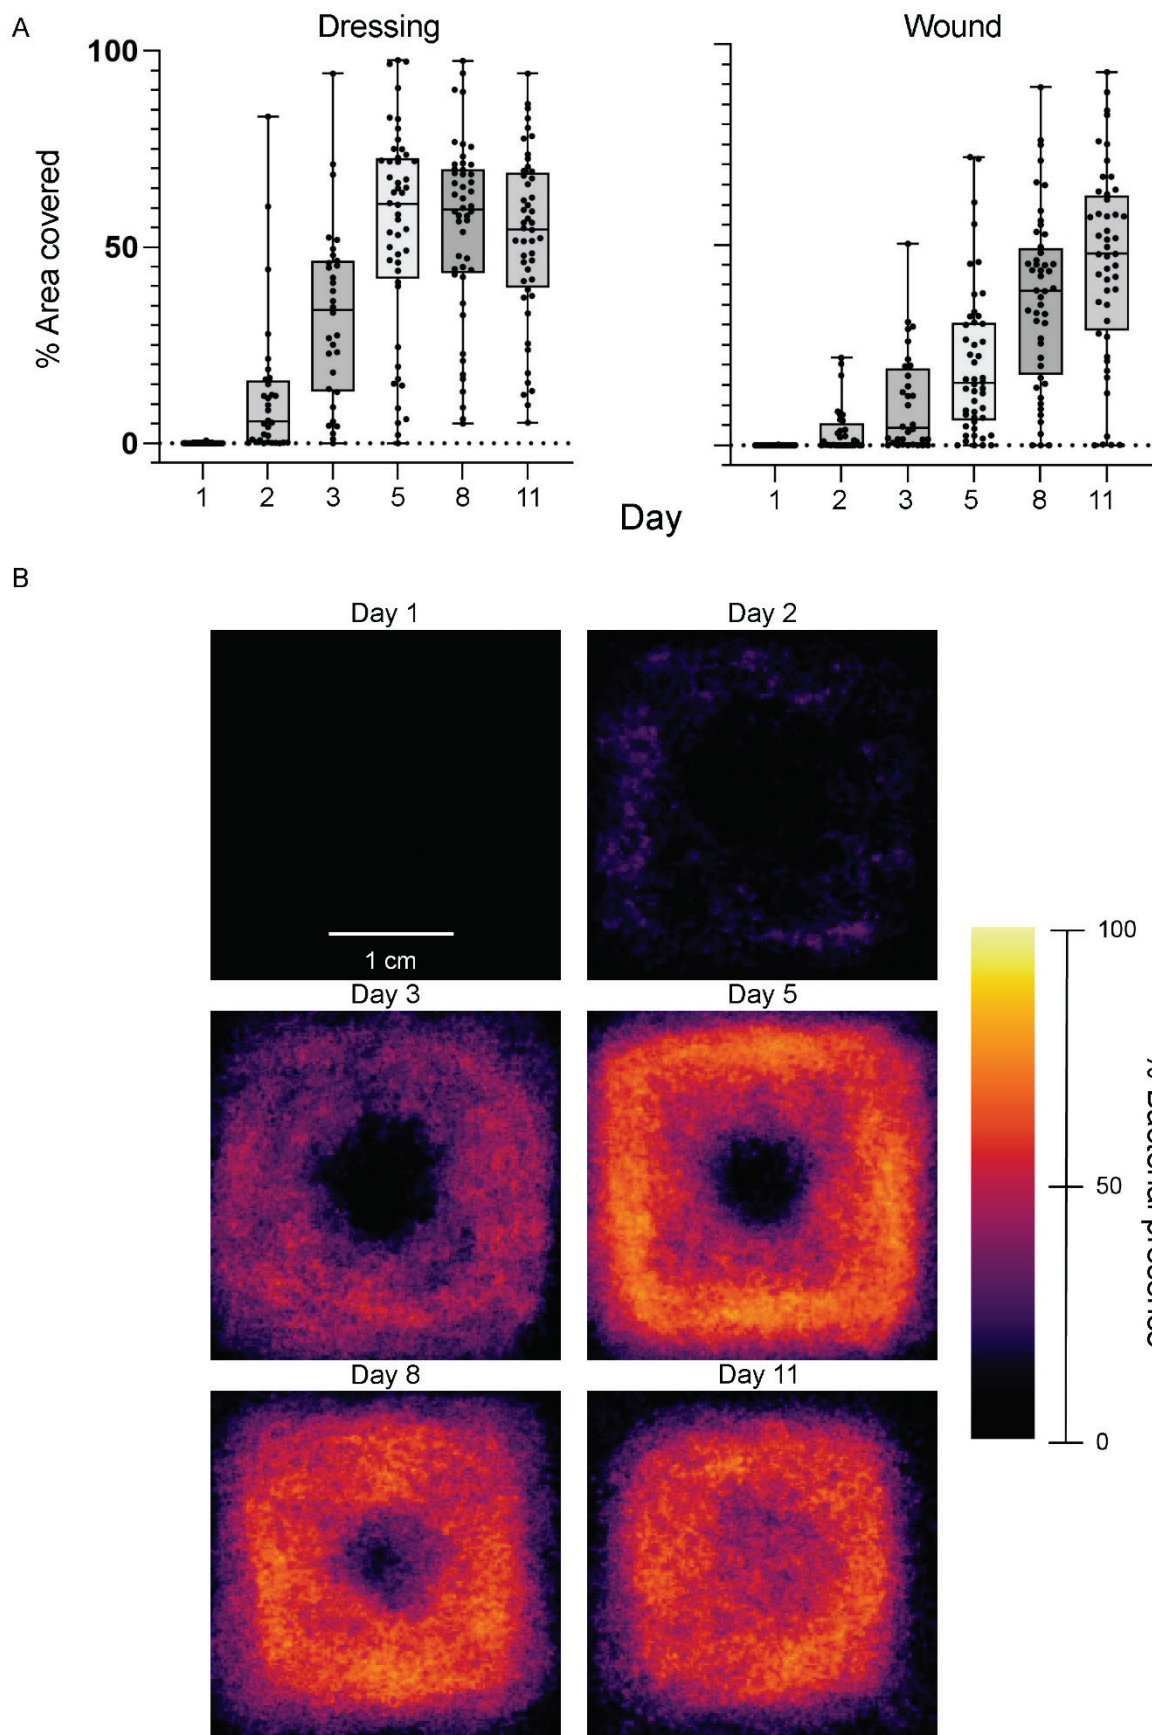 A
Dressing
Wound
100
50
0
% Area covered
1 2 3 5 8 11
1 2 3 5 8 11
Day
B
Day 1
Day 2
1 cm
Day 3
Day 5
100
50
0
Day 8
Day 11